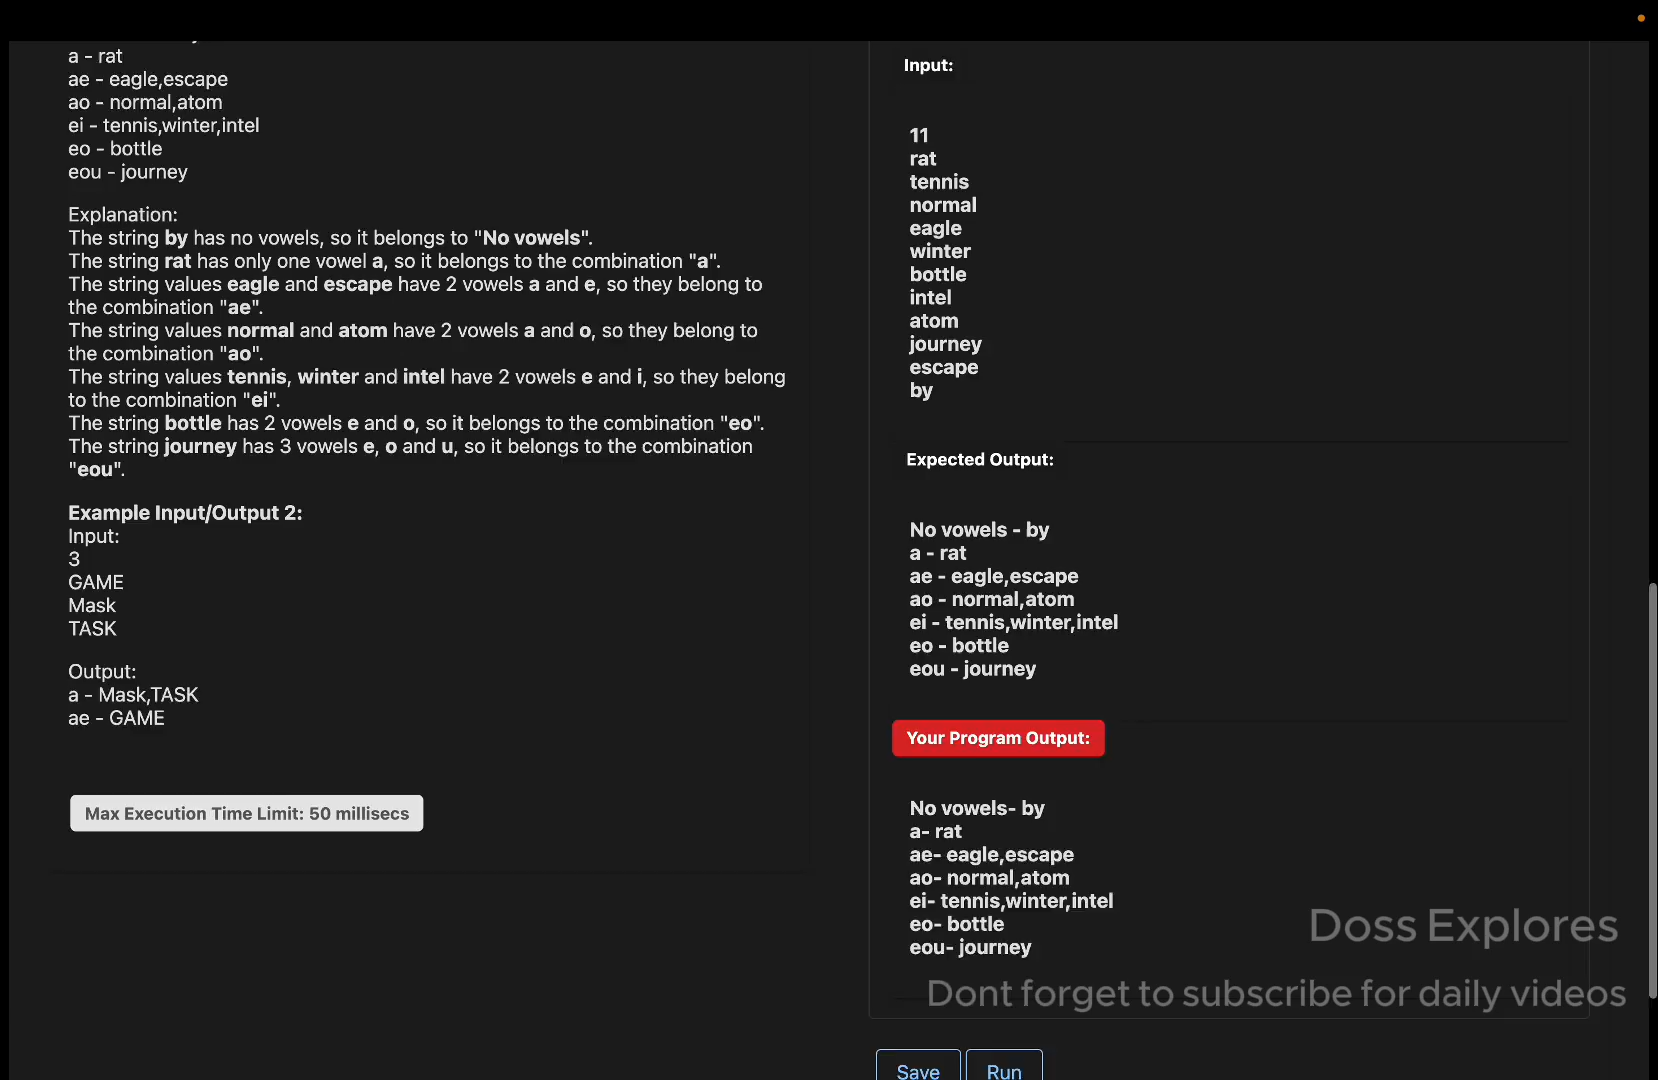 a - rat
ae - eagle,escape
ao - normal,atom
ei - tennis,winter,intel
eo - bottle
eou - journey
Explanation:
The string by has no vowels, so it belongs to "No vowels".
The string rat has only one vowel a, so it belongs to the combination "a".
The string values eagle and escape have 2 vowels a and e, so they belong to
the combination "ae".
The string values normal and atom have 2 vowels a and o, so they belong to
the combination "ao".
The string values tennis, winter and intel have 2 vowels e and i, so they belong
to the combination "ei".
The string bottle has 2 vowels e and o, so it belongs to the combination "eo".
The string journey has 3 vowels e, o and u, so it belongs to the combination
"eou".
Example Input/Output 2:
Input:
3
GAME
Mask
TASK
Output:
a - Mask,TASK
ae - GAME
Max Execution Time Limit: 50 millisecs
Input:
11
rat
tennis
normal
eagle
winter
bottle
intel
atom
journey
escape
by
Expected Output:
No vowels - by
a - rat
ae - eagle,escape
ao - normal,atom
ei - tennis,winter,intel
eo - bottle
eou - journey
Your Program Output:
No vowels- by
a- rat
ae- eagle,escape
ao- normal,atom
ei- tennis,winter,intel
eo- bottle
eou- journey
Doss Explores
Dont forget to subscribe for daily videos
Save
Run